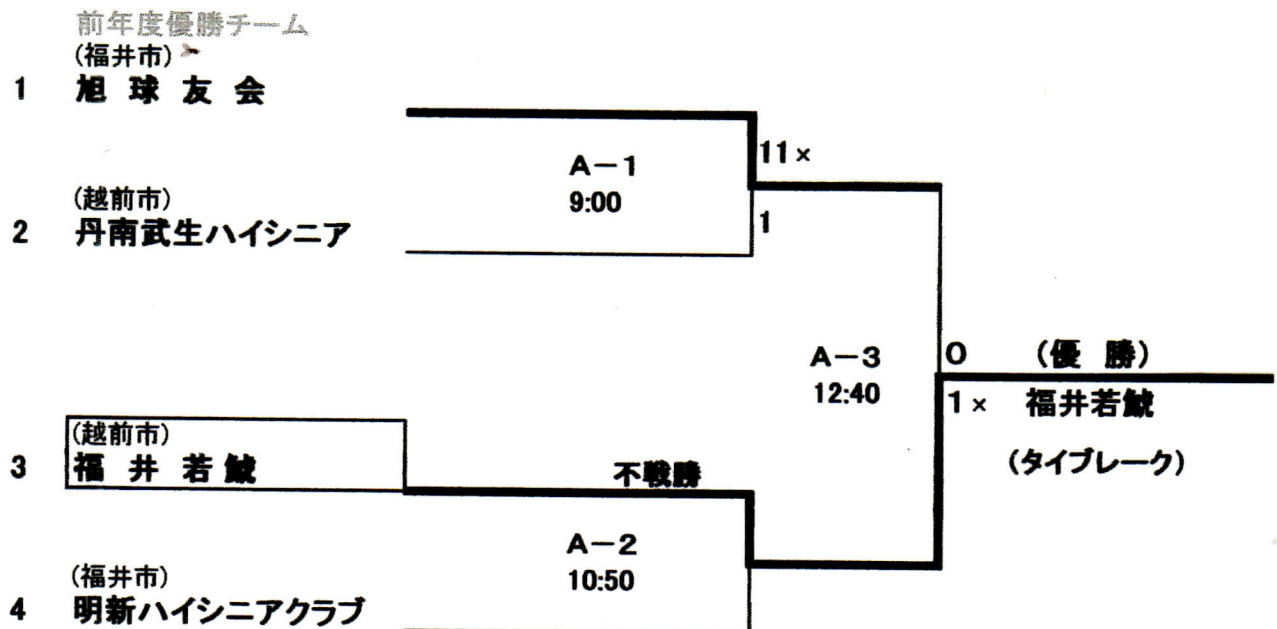 前年度優勝チーム
(福井市)
1 旭 球 友 会
A－1
9:00
11×
1
(越前市)
2 丹南武生ハイシニア
A－3
12:40
0 (優 勝)
1× 福井若鯱
(タイブレーク)
(越前市)
3 福 井 若 鯱
不戦勝
A－2
10:50
(福井市)
4 明新ハイシニアクラブ